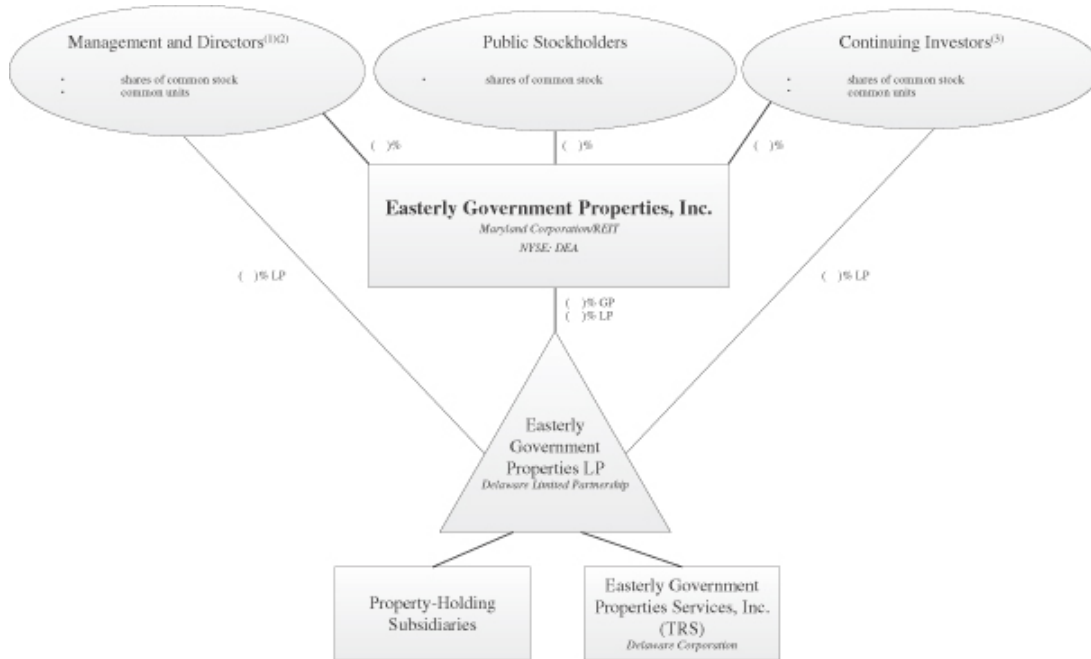 Management and Directors(1)(2)
• shares of common stock
• common units
Public Stockholders
• shares of common stock
Continuing Investors(3)
• shares of common stock
• common units
( )%
( )%
( )%
Easterly Government Properties, Inc.
Maryland Corporation/REIT
NYSE: DEA
( )% LP
( )% LP
( )% GP
( )% LP
Easterly
Government
Properties LP
Delaware Limited Partnership
Property-Holding
Subsidiaries
Easterly Government
Properties Services, Inc.
(TRS)
Delaware Corporation